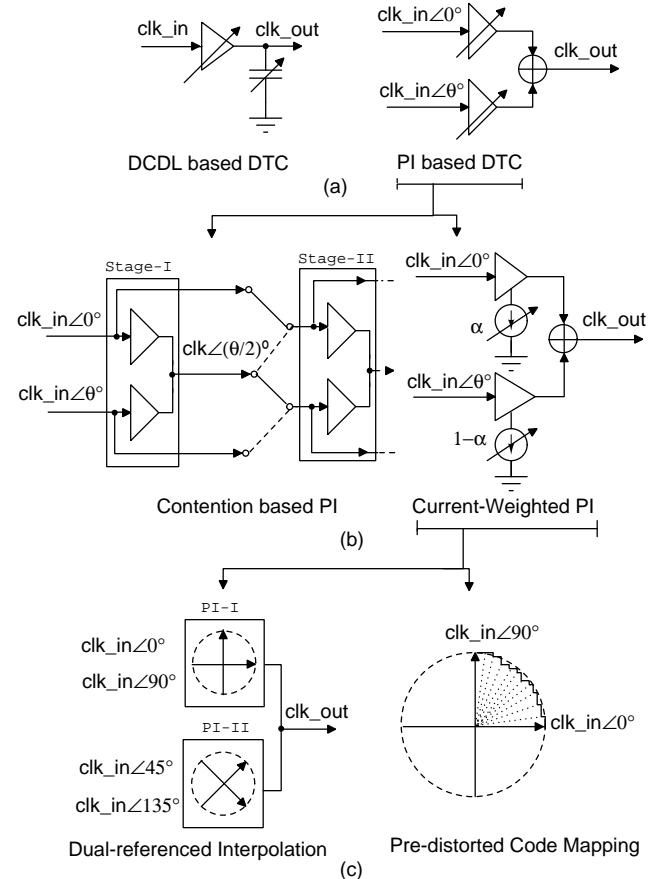 clk_in
clk_out
clk_in∠0°
clk_in∠θ°
clk_out
DCDL based DTC
PI based DTC
(a)
Stage-I
Stage-II
clk_in∠0°
clk_in∠θ°
clk∠(θ/2)°
clk_in∠0°
α
clk_out
clk_in∠θ°
1−α
Contention based PI
Current-Weighted PI
(b)
PI-I
clk_in∠0°
clk_in∠90°
PI-II
clk_in∠45°
clk_in∠135°
clk_out
clk_in∠90°
clk_in∠0°
Dual-referenced Interpolation
Pre-distorted Code Mapping
(c)